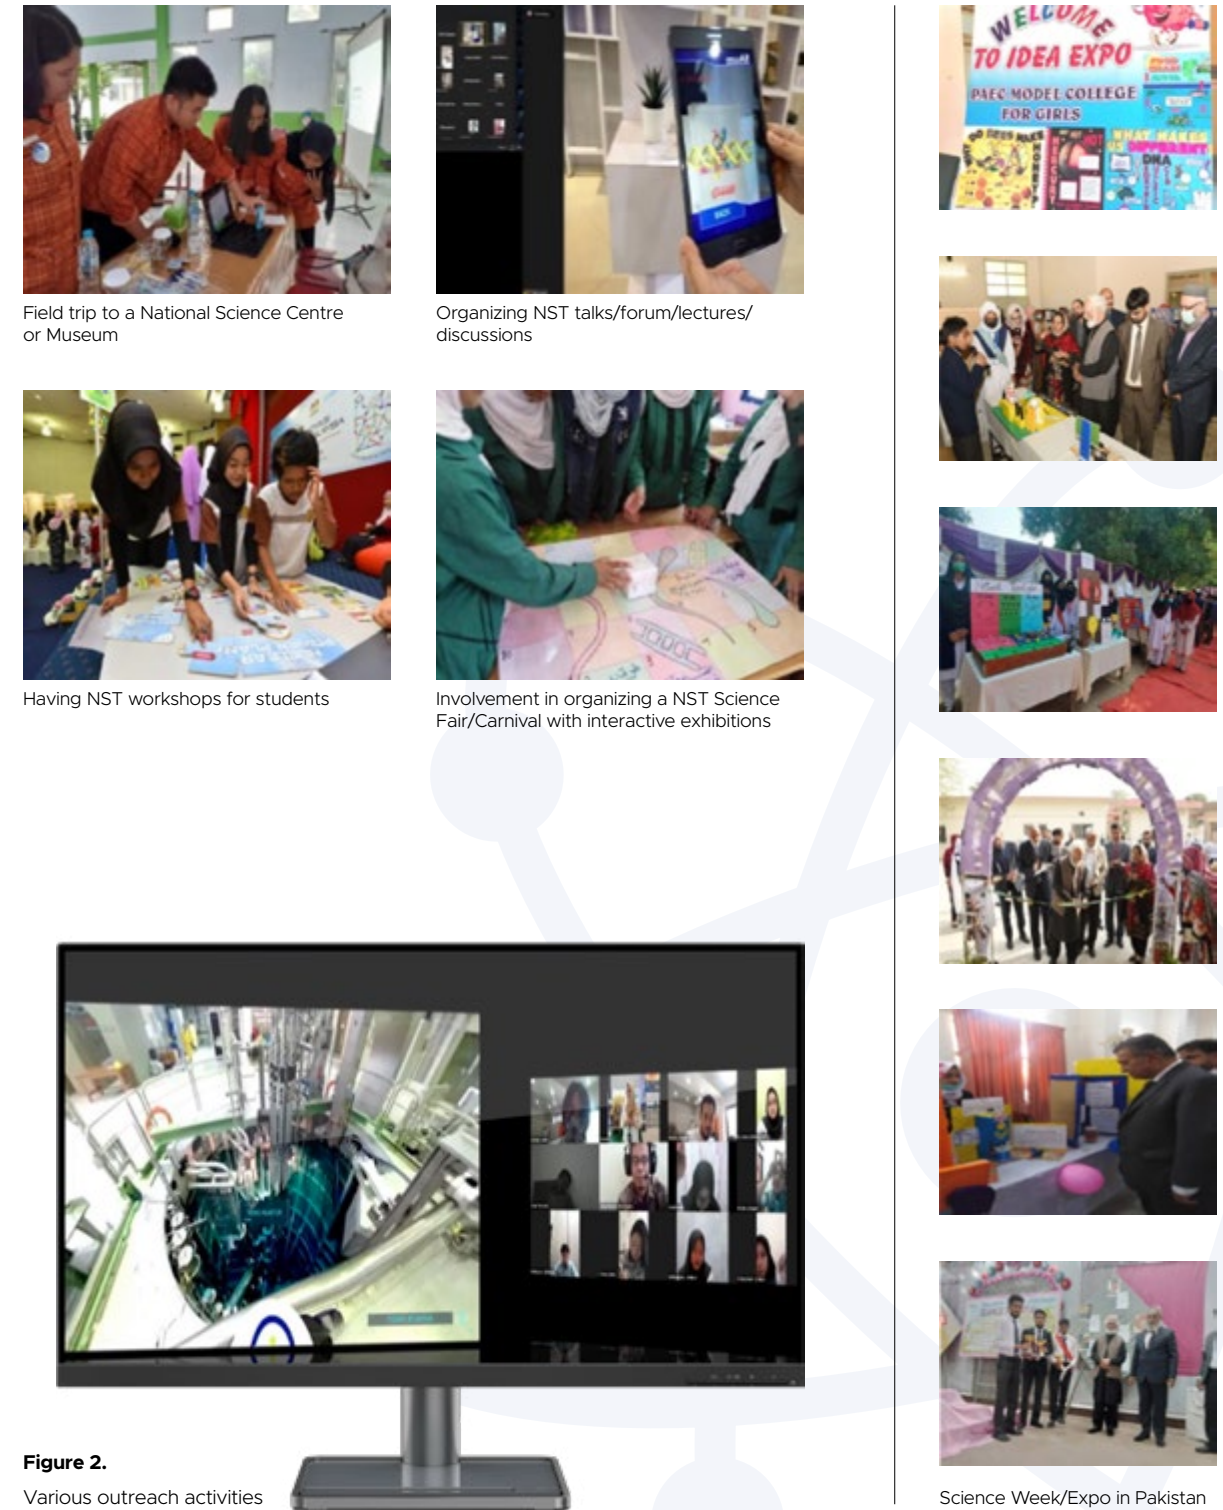 Field trip to a National Science Centre
or Museum
Organizing NST talks/forum/lectures/
discussions
Having NST workshops for students
Involvement in organizing a NST Science
Fair/Carnival with interactive exhibitions
Figure 2.
Various outreach activities
WELCOME
TO IDEA EXPO
PAEC MODEL COLLEGE
FOR GIRLS
WHAT MAKES
US DIFFERENT
DNA
Science Week/Expo in Pakistan